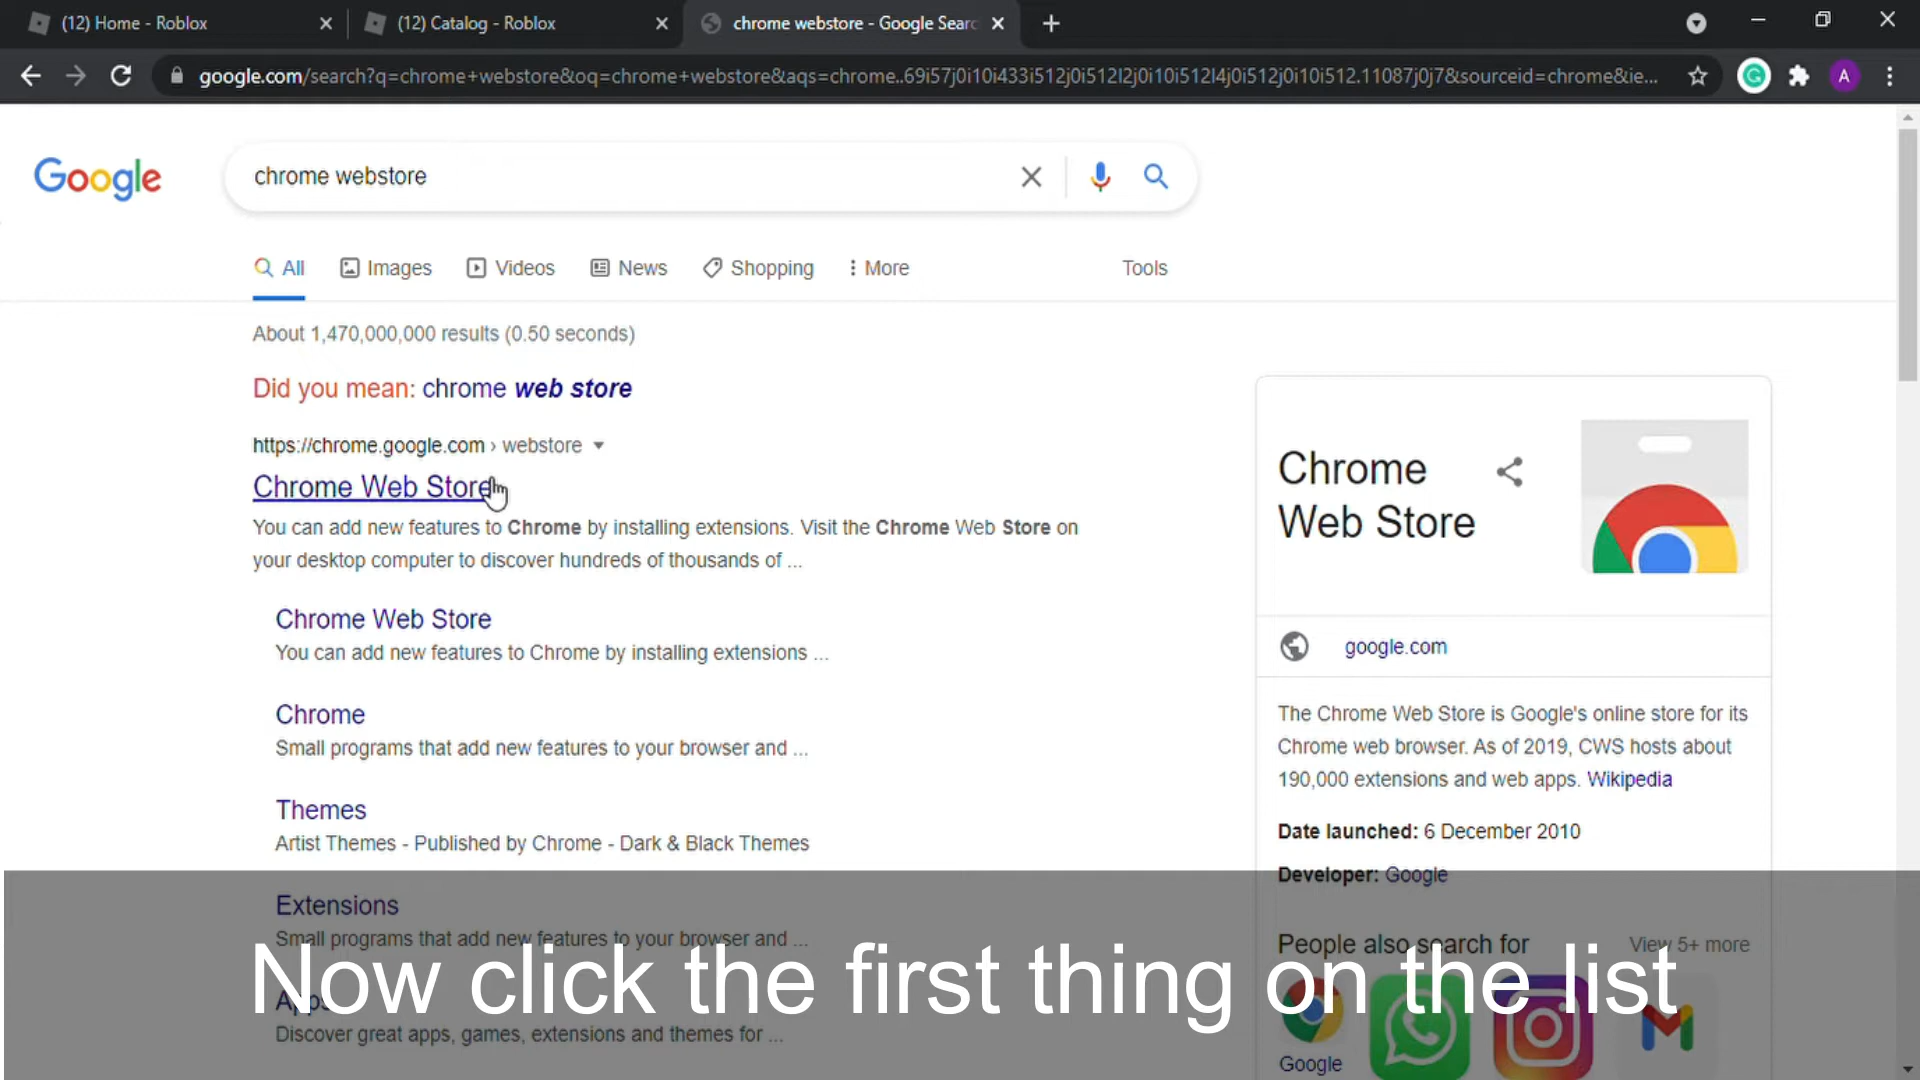 (12) Home - Roblox
(12) Catalog - Roblox
chrome webstore - Google Searc
google.com/search?q=chrome+webstore&oq=chrome+webstore&aqs=chrome..69i57j0i10i433i512j0i512l2j0i10i512l4j0i512j0i10i512.11087j0j7&sourceid=chrome&ie...
A
Google
chrome webstore
All
Images
Videos
News
Shopping
More
Tools
About 1,470,000,000 results (0.50 seconds)
Did you mean: chrome web store
https://chrome.google.com › webstore
Chrome Web Store
You can add new features to Chrome by installing extensions. Visit the Chrome Web Store on
your desktop computer to discover hundreds of thousands of ...
Chrome Web Store
You can add new features to Chrome by installing extensions ...
Chrome
Small programs that add new features to your browser and ...
Themes
Artist Themes - Published by Chrome - Dark & Black Themes
Extensions
Small programs that add new features to your browser and ...
Apps
Discover great apps, games, extensions and themes for ...
Chrome
Web Store
google.com
The Chrome Web Store is Google's online store for its
Chrome web browser. As of 2019, CWS hosts about
190,000 extensions and web apps. Wikipedia
Date launched: 6 December 2010
Developer: Google
People also search for
View 5+ more
Google
Now click the first thing on the list